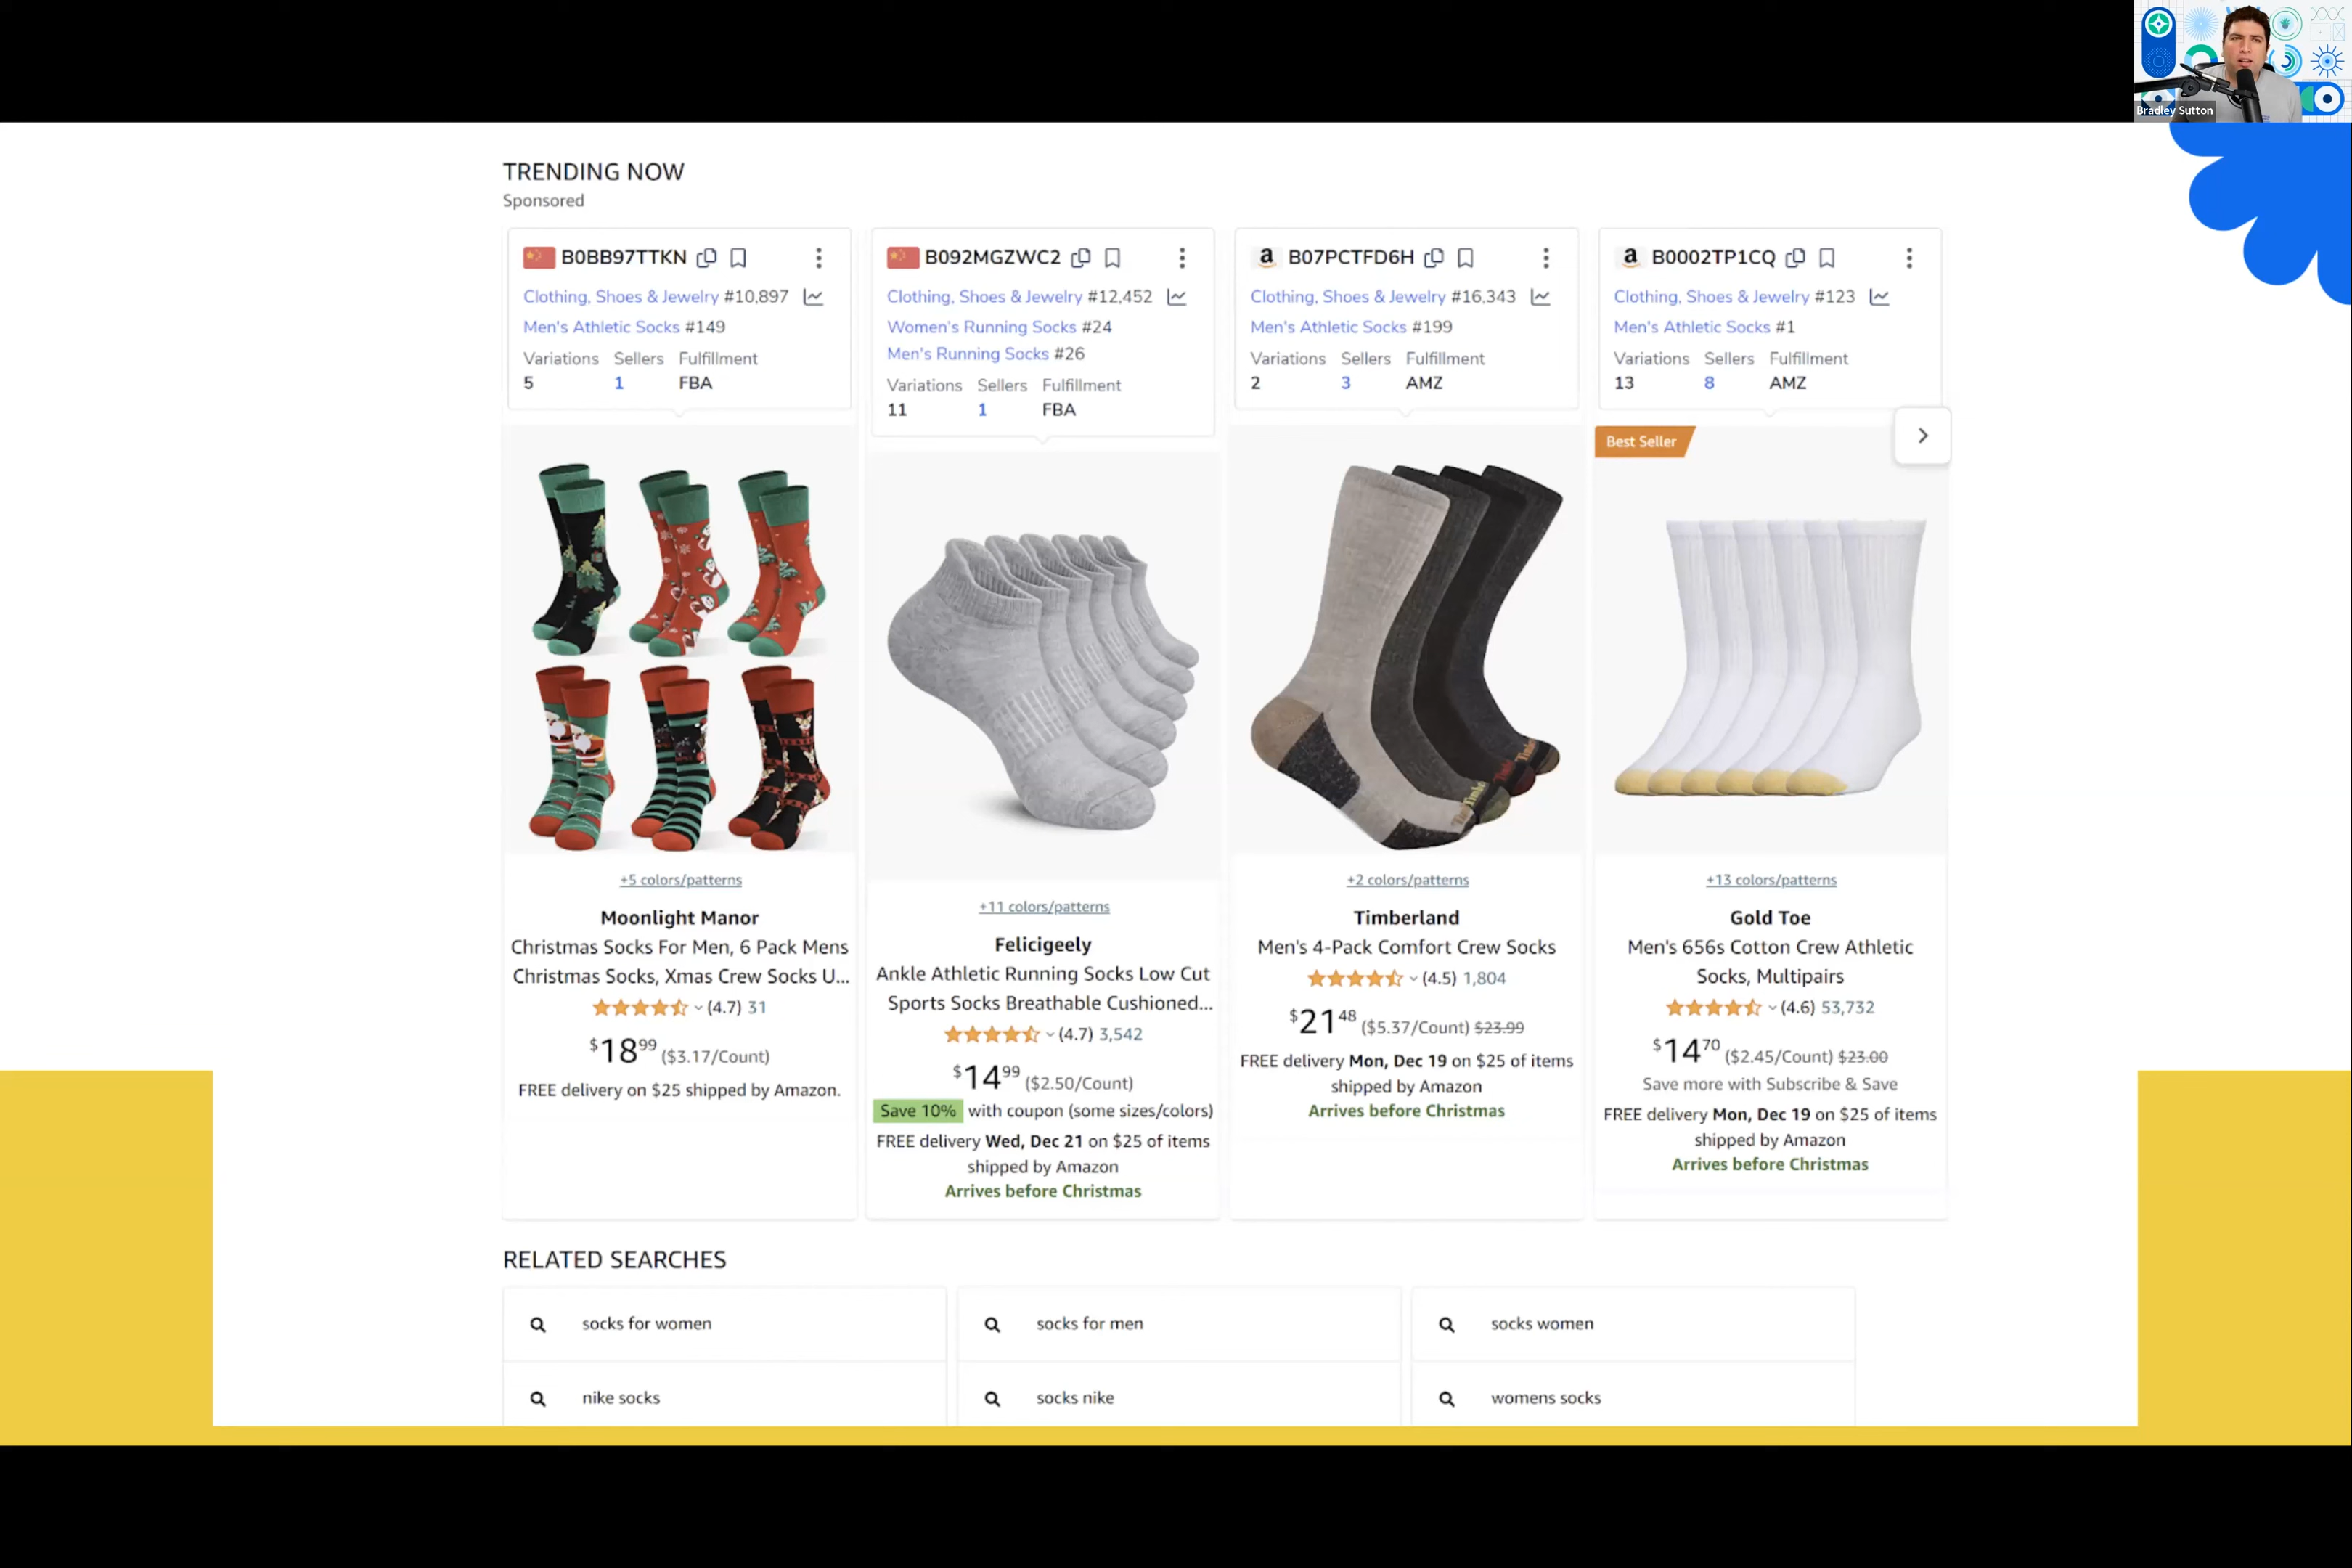 Bradley Sutton
TRENDING NOW
Sponsored
B0BB97TTKN
Clothing, Shoes & Jewelry #10,897
Men's Athletic Socks #149
Variations Sellers Fulfillment
5 1 FBA
+5 colors/patterns
Moonlight Manor
Christmas Socks For Men, 6 Pack Mens
Christmas Socks, Xmas Crew Socks U...
(4.7) 31
$18.99 ($3.17/Count)
FREE delivery on $25 shipped by Amazon.
B092MGZWC2
Clothing, Shoes & Jewelry #12,452
Women's Running Socks #24
Men's Running Socks #26
Variations Sellers Fulfillment
11 1 FBA
+11 colors/patterns
Felicigeely
Ankle Athletic Running Socks Low Cut
Sports Socks Breathable Cushioned...
(4.7) 3,542
$14.99 ($2.50/Count)
Save 10% with coupon (some sizes/colors)
FREE delivery Wed, Dec 21 on $25 of items
shipped by Amazon
Arrives before Christmas
a B07PCTFD6H
Clothing, Shoes & Jewelry #16,343
Men's Athletic Socks #199
Variations Sellers Fulfillment
2 3 AMZ
+2 colors/patterns
Timberland
Men's 4-Pack Comfort Crew Socks
(4.5) 1,804
$21.48 ($5.37/Count) $23.99
FREE delivery Mon, Dec 19 on $25 of items
shipped by Amazon
Arrives before Christmas
a B0002TP1CQ
Clothing, Shoes & Jewelry #123
Men's Athletic Socks #1
Variations Sellers Fulfillment
13 8 AMZ
Best Seller
+13 colors/patterns
Gold Toe
Men's 656s Cotton Crew Athletic
Socks, Multipairs
(4.6) 53,732
$14.70 ($2.45/Count) $23.00
Save more with Subscribe & Save
FREE delivery Mon, Dec 19 on $25 of items
shipped by Amazon
Arrives before Christmas
RELATED SEARCHES
socks for women
socks for men
socks women
nike socks
socks nike
womens socks